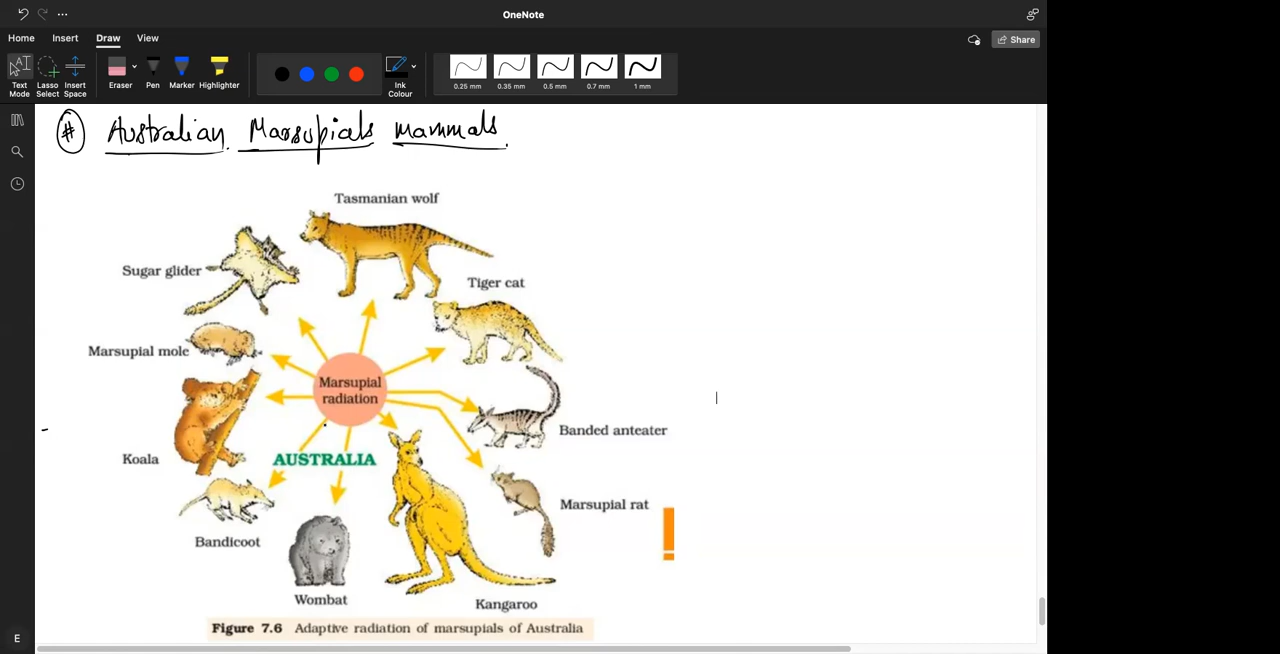 OneNote
Home Insert Draw View
Share
Text Mode
Lasso Select
Insert Space
Eraser
Pen
Marker
Highlighter
Ink Colour
0.25 mm
0.35 mm
0.5 mm
0.7 mm
1 mm
# Australian Marsupials mammals.
Tasmanian wolf
Sugar glider
Tiger cat
Marsupial mole
Marsupial radiation
Banded anteater
Koala
AUSTRALIA
Marsupial rat
!
Bandicoot
Wombat
Kangaroo
Figure 7.6 Adaptive radiation of marsupials of Australia
E